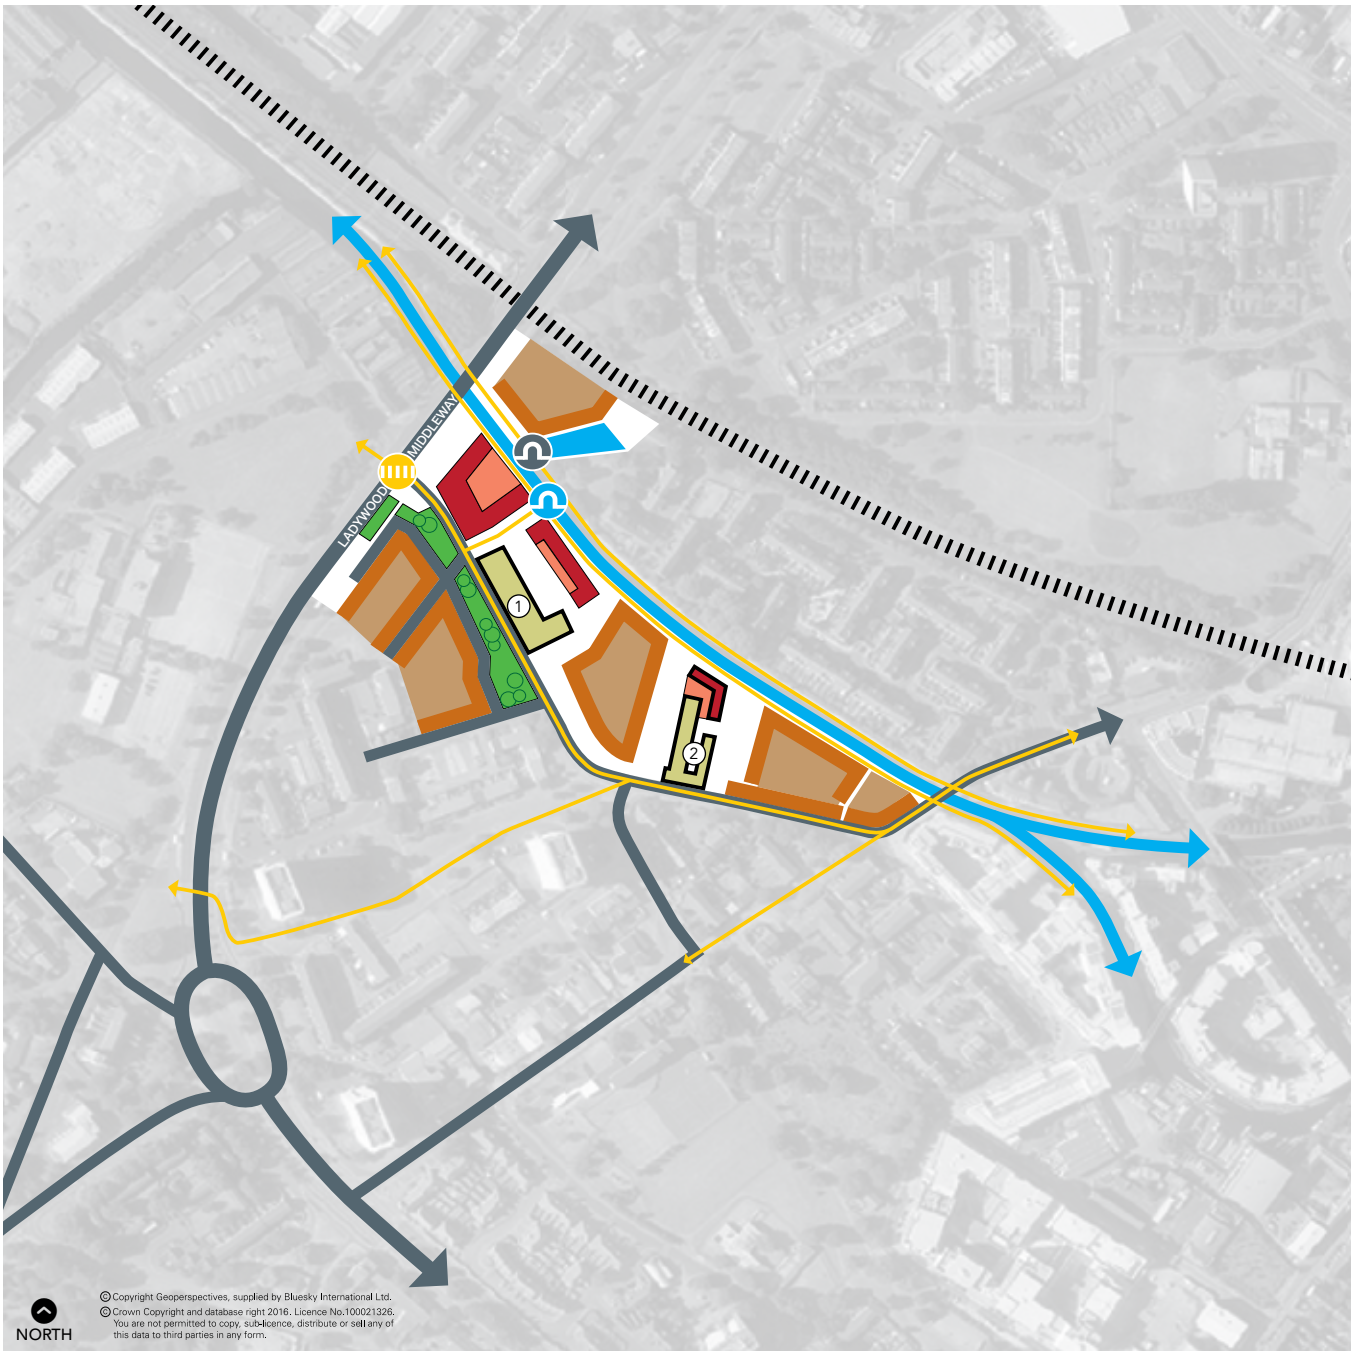 LADYWOOD MIDDLEWAY
1
2
NORTH
© Copyright Geoperspectives, supplied by Bluesky International Ltd.
© Crown Copyright and database right 2016. Licence No.100021326.
You are not permitted to copy, sub-licence, distribute or sell any of
this data to third parties in any form.